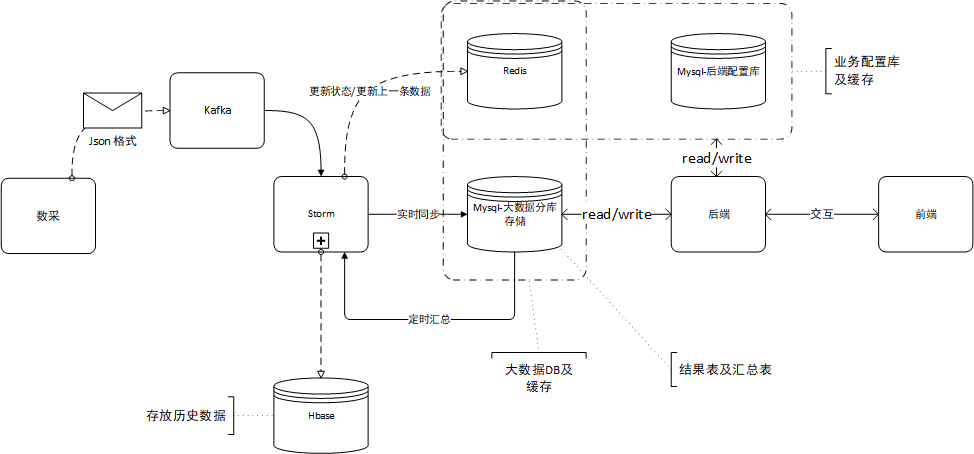 Redis
Mysql-后端配置库
业务配置库
及缓存
更新状态/更新上一条数据
Kafka
Json 格式
read/write
数采
Storm
实时同步
Mysql-大数据分库
存储
read/write
后端
交互
前端
定时汇总
大数据DB及
缓存
结果表及汇总表
存放历史数据
Hbase